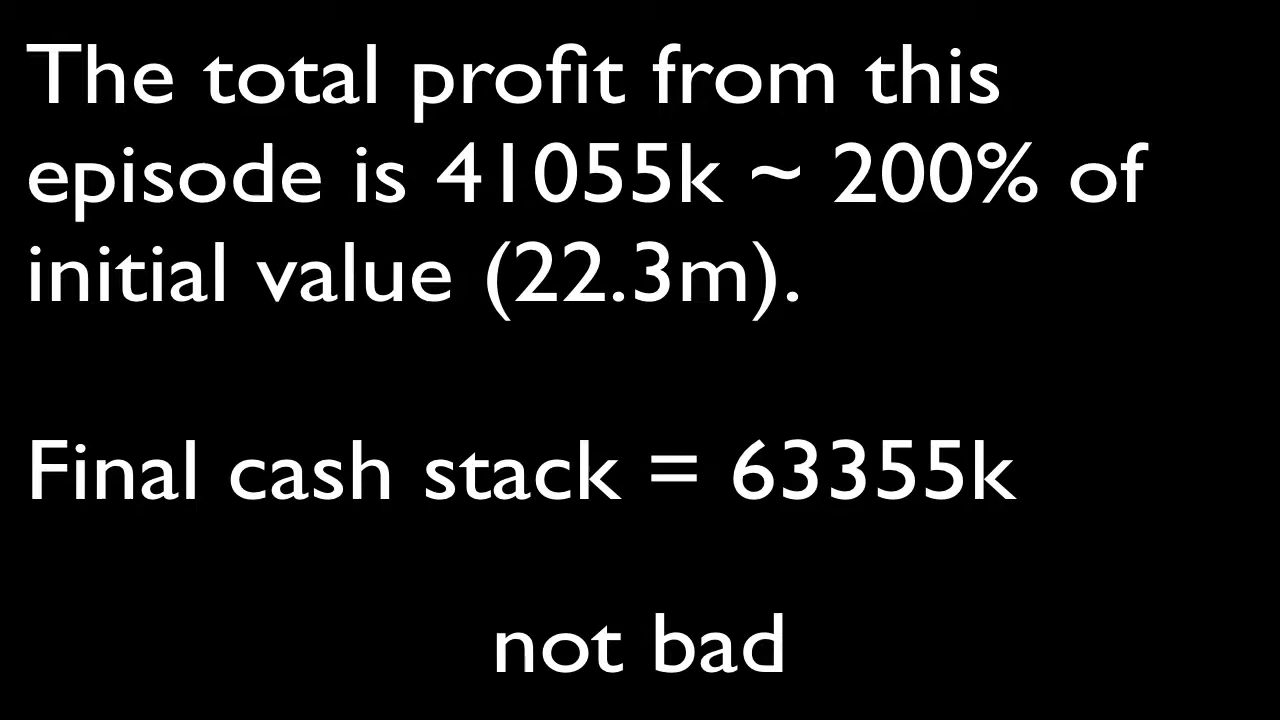 The total profit from this
episode is 41055k ~ 200% of
initial value (22.3m).
Final cash stack = 63355k
not bad